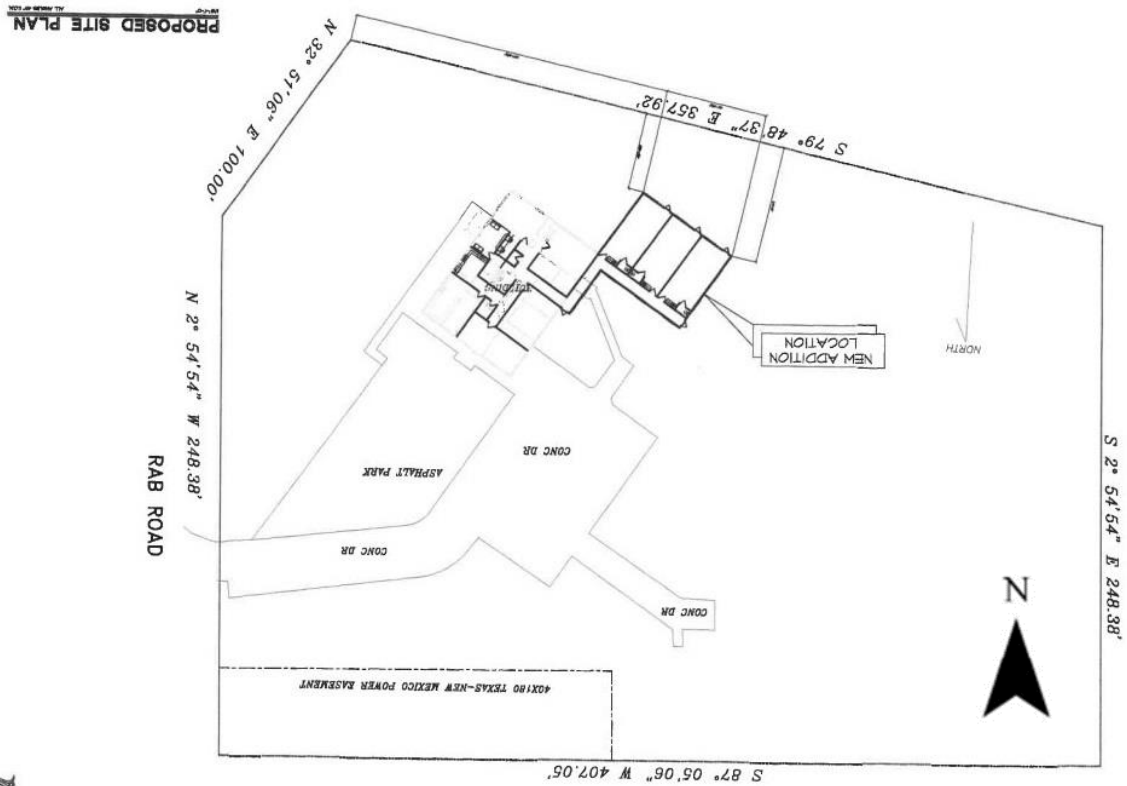 PROPOSED SITE PLAN
N 32° 51'06" E 100.00'
S 79° 48'37" E 357.92'
BUILDING
NEW ADDITION
LOCATION
NORTH
N 2° 54'54" W 248.38'
RAB ROAD
S 2° 54'54" E 248.38'
CONC DR
ASPHALT PARK
CONC DR
CONC DR
N
40X180 TEXAS-NEW MEXICO POWER EASEMENT
S 87° 05'06" W 407.05'